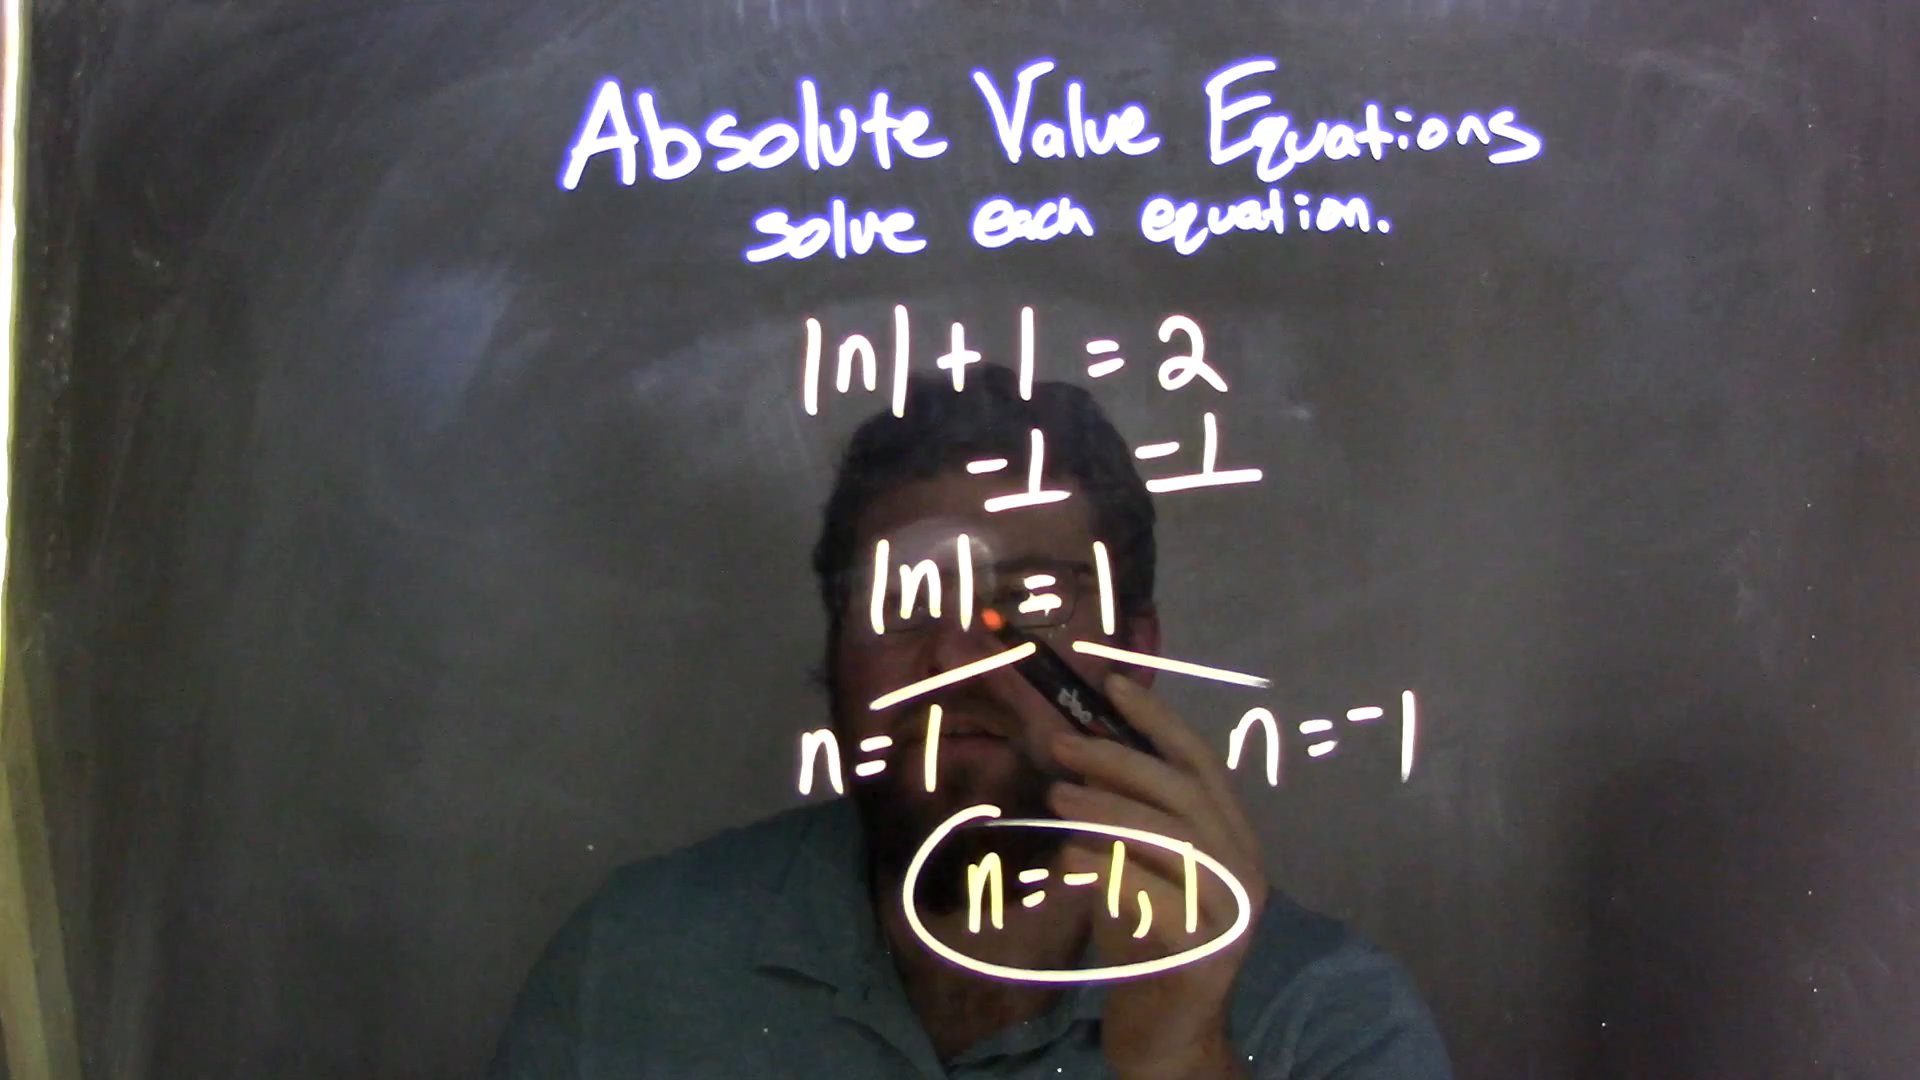 Absolute Value Equations
solve each equation.
|n| + 1 = 2
-1 -1
|n| = 1
n = 1 n = -1
n = -1, 1